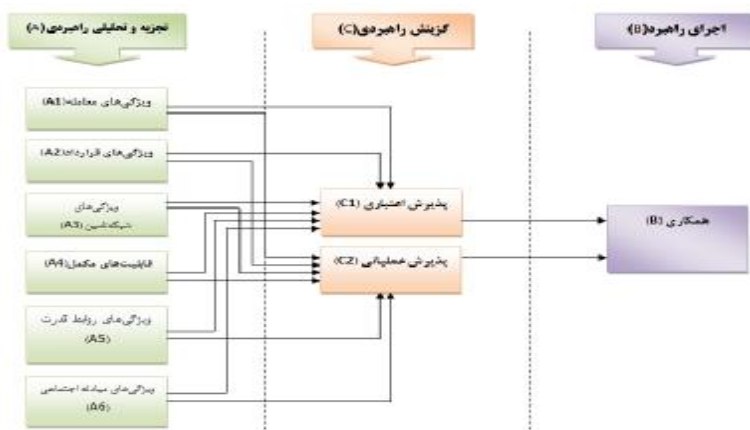 تجزیه و تحلیلی راهبردی(A)
گزینش راهبردی(C)
اجرای راهبرد(B)
ویژگی‌های معامله(A1)
ویژگی‌های قرارداد(A2)
ویژگی‌های
شبکه‌تامین (A3)
قابلیت‌های مکمل(A4)
ویژگی‌های روابط قدرت
(A5)
ویژگی‌های مبادله اجتماعی
(A6)
پذیرش اعتباری (C1)
پذیرش عملیاتی (C2)
همکاری (B)